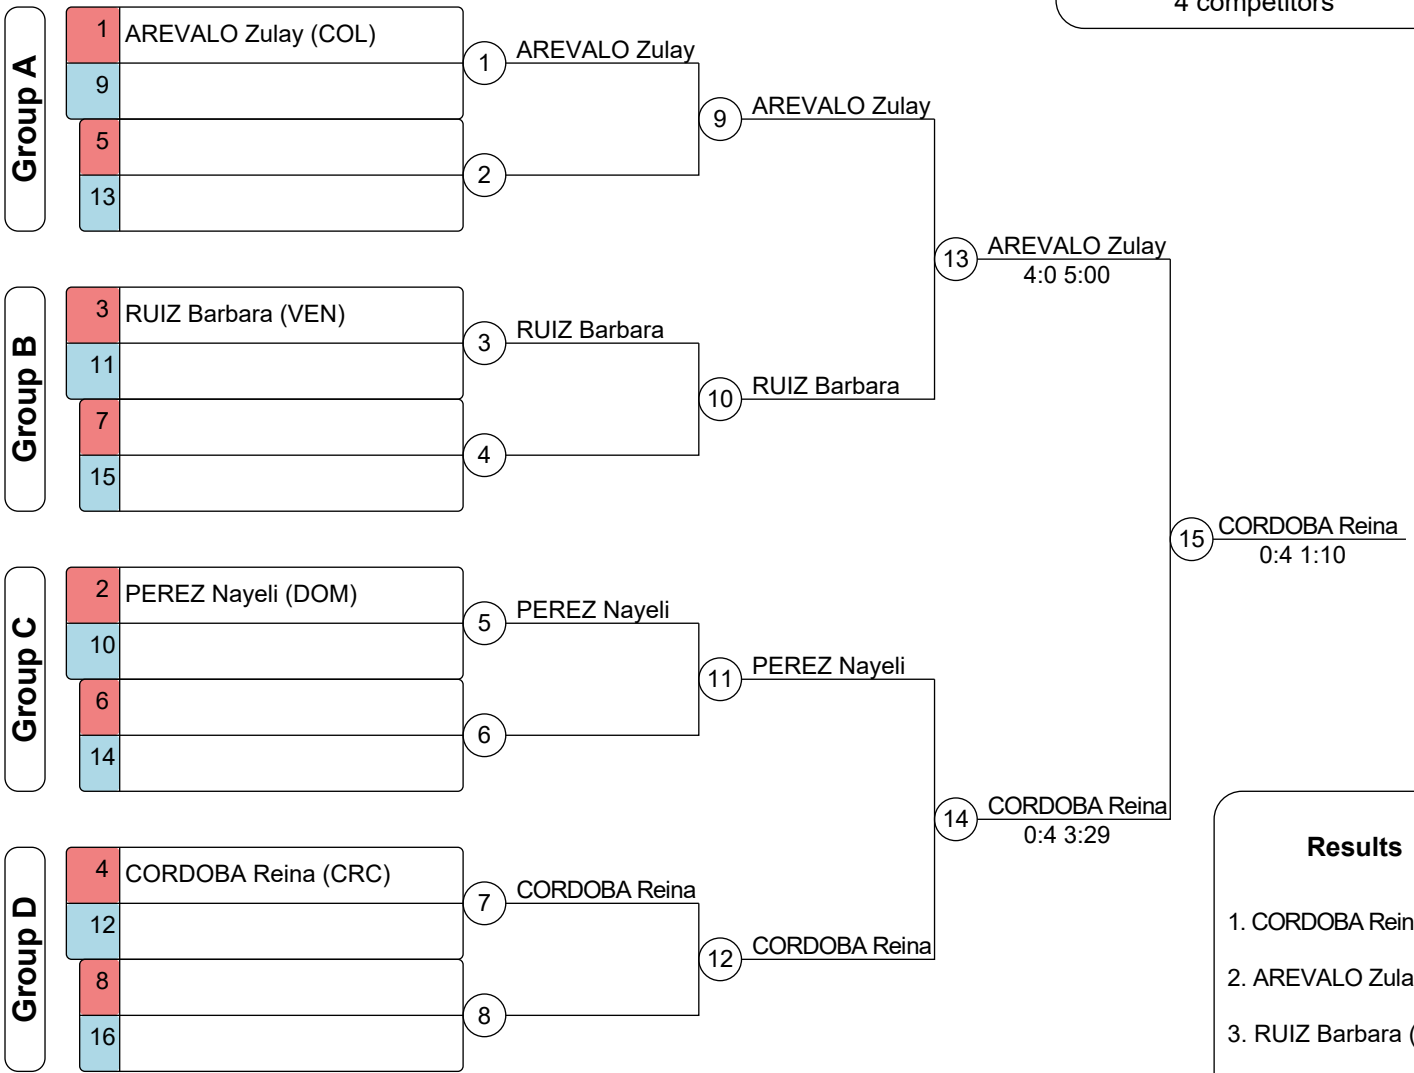 4 competitors
Group A
1 AREVALO Zulay (COL)
9
5
13
1 AREVALO Zulay
2
9 AREVALO Zulay
Group B
3 RUIZ Barbara (VEN)
11
7
15
3 RUIZ Barbara
4
10 RUIZ Barbara
13 AREVALO Zulay
4:0 5:00
Group C
2 PEREZ Nayeli (DOM)
10
6
14
5 PEREZ Nayeli
6
11 PEREZ Nayeli
Group D
4 CORDOBA Reina (CRC)
12
8
16
7 CORDOBA Reina
8
12 CORDOBA Reina
14 CORDOBA Reina
0:4 3:29
15 CORDOBA Reina
0:4 1:10
Results
1. CORDOBA Rein
2. AREVALO Zula
3. RUIZ Barbara (